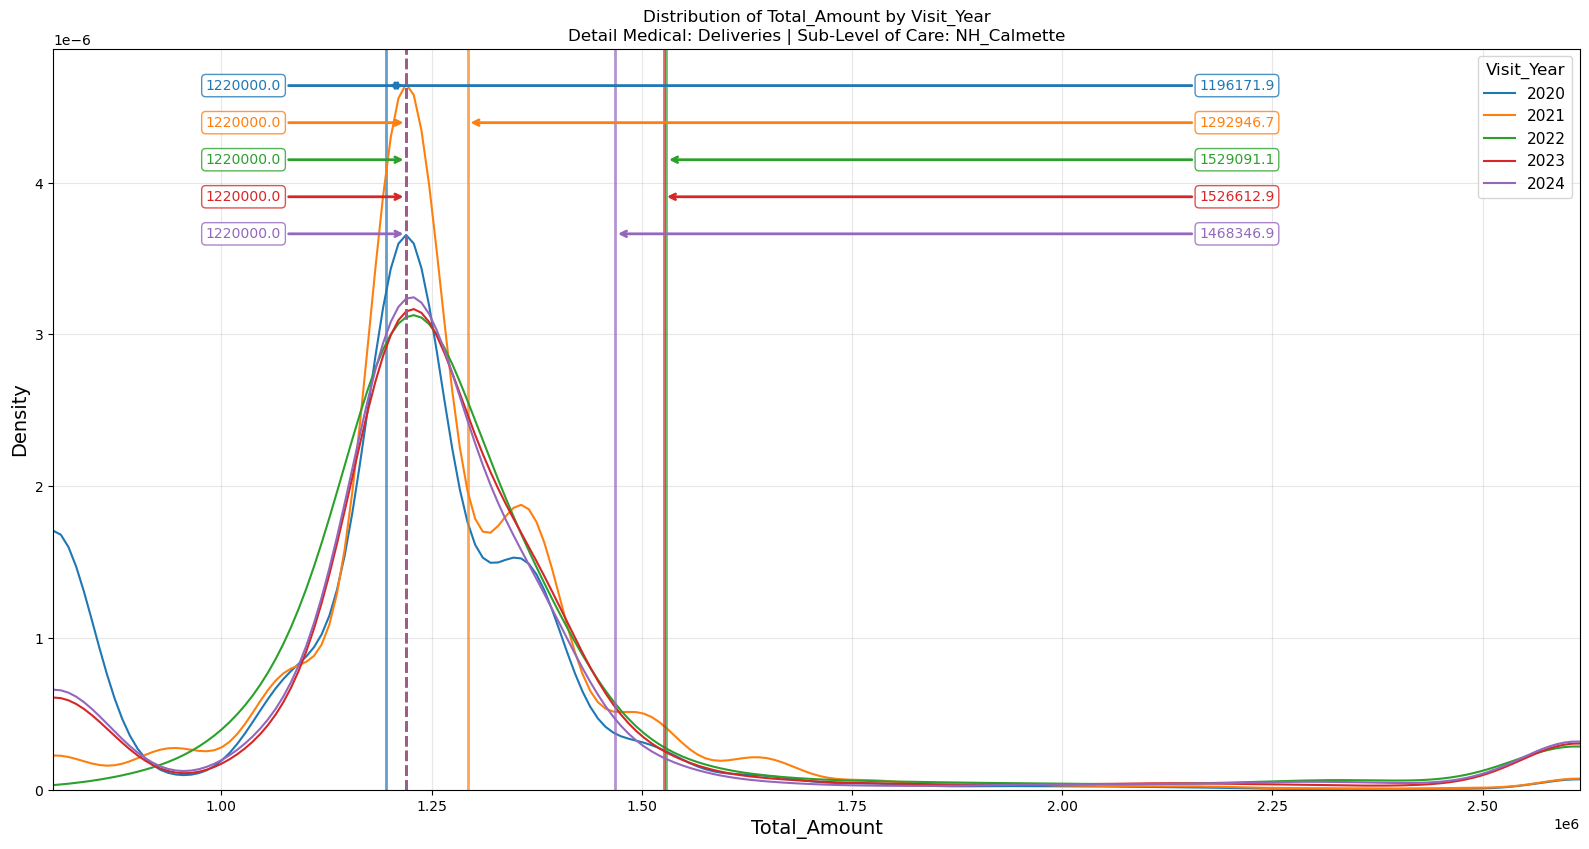 Distribution of Total_Amount by Visit_Year
Detail Medical: Deliveries | Sub-Level of Care: NH_Calmette
1e−6
Visit_Year
2020
2021
2022
2023
2024
1220000.0 1196171.9
1220000.0 1292946.7
1220000.0 1529091.1
1220000.0 1526612.9
1220000.0 1468346.9
4
3
2
1
0
Density
1.00 1.25 1.50 1.75 2.00 2.25 2.50
1e6
Total_Amount